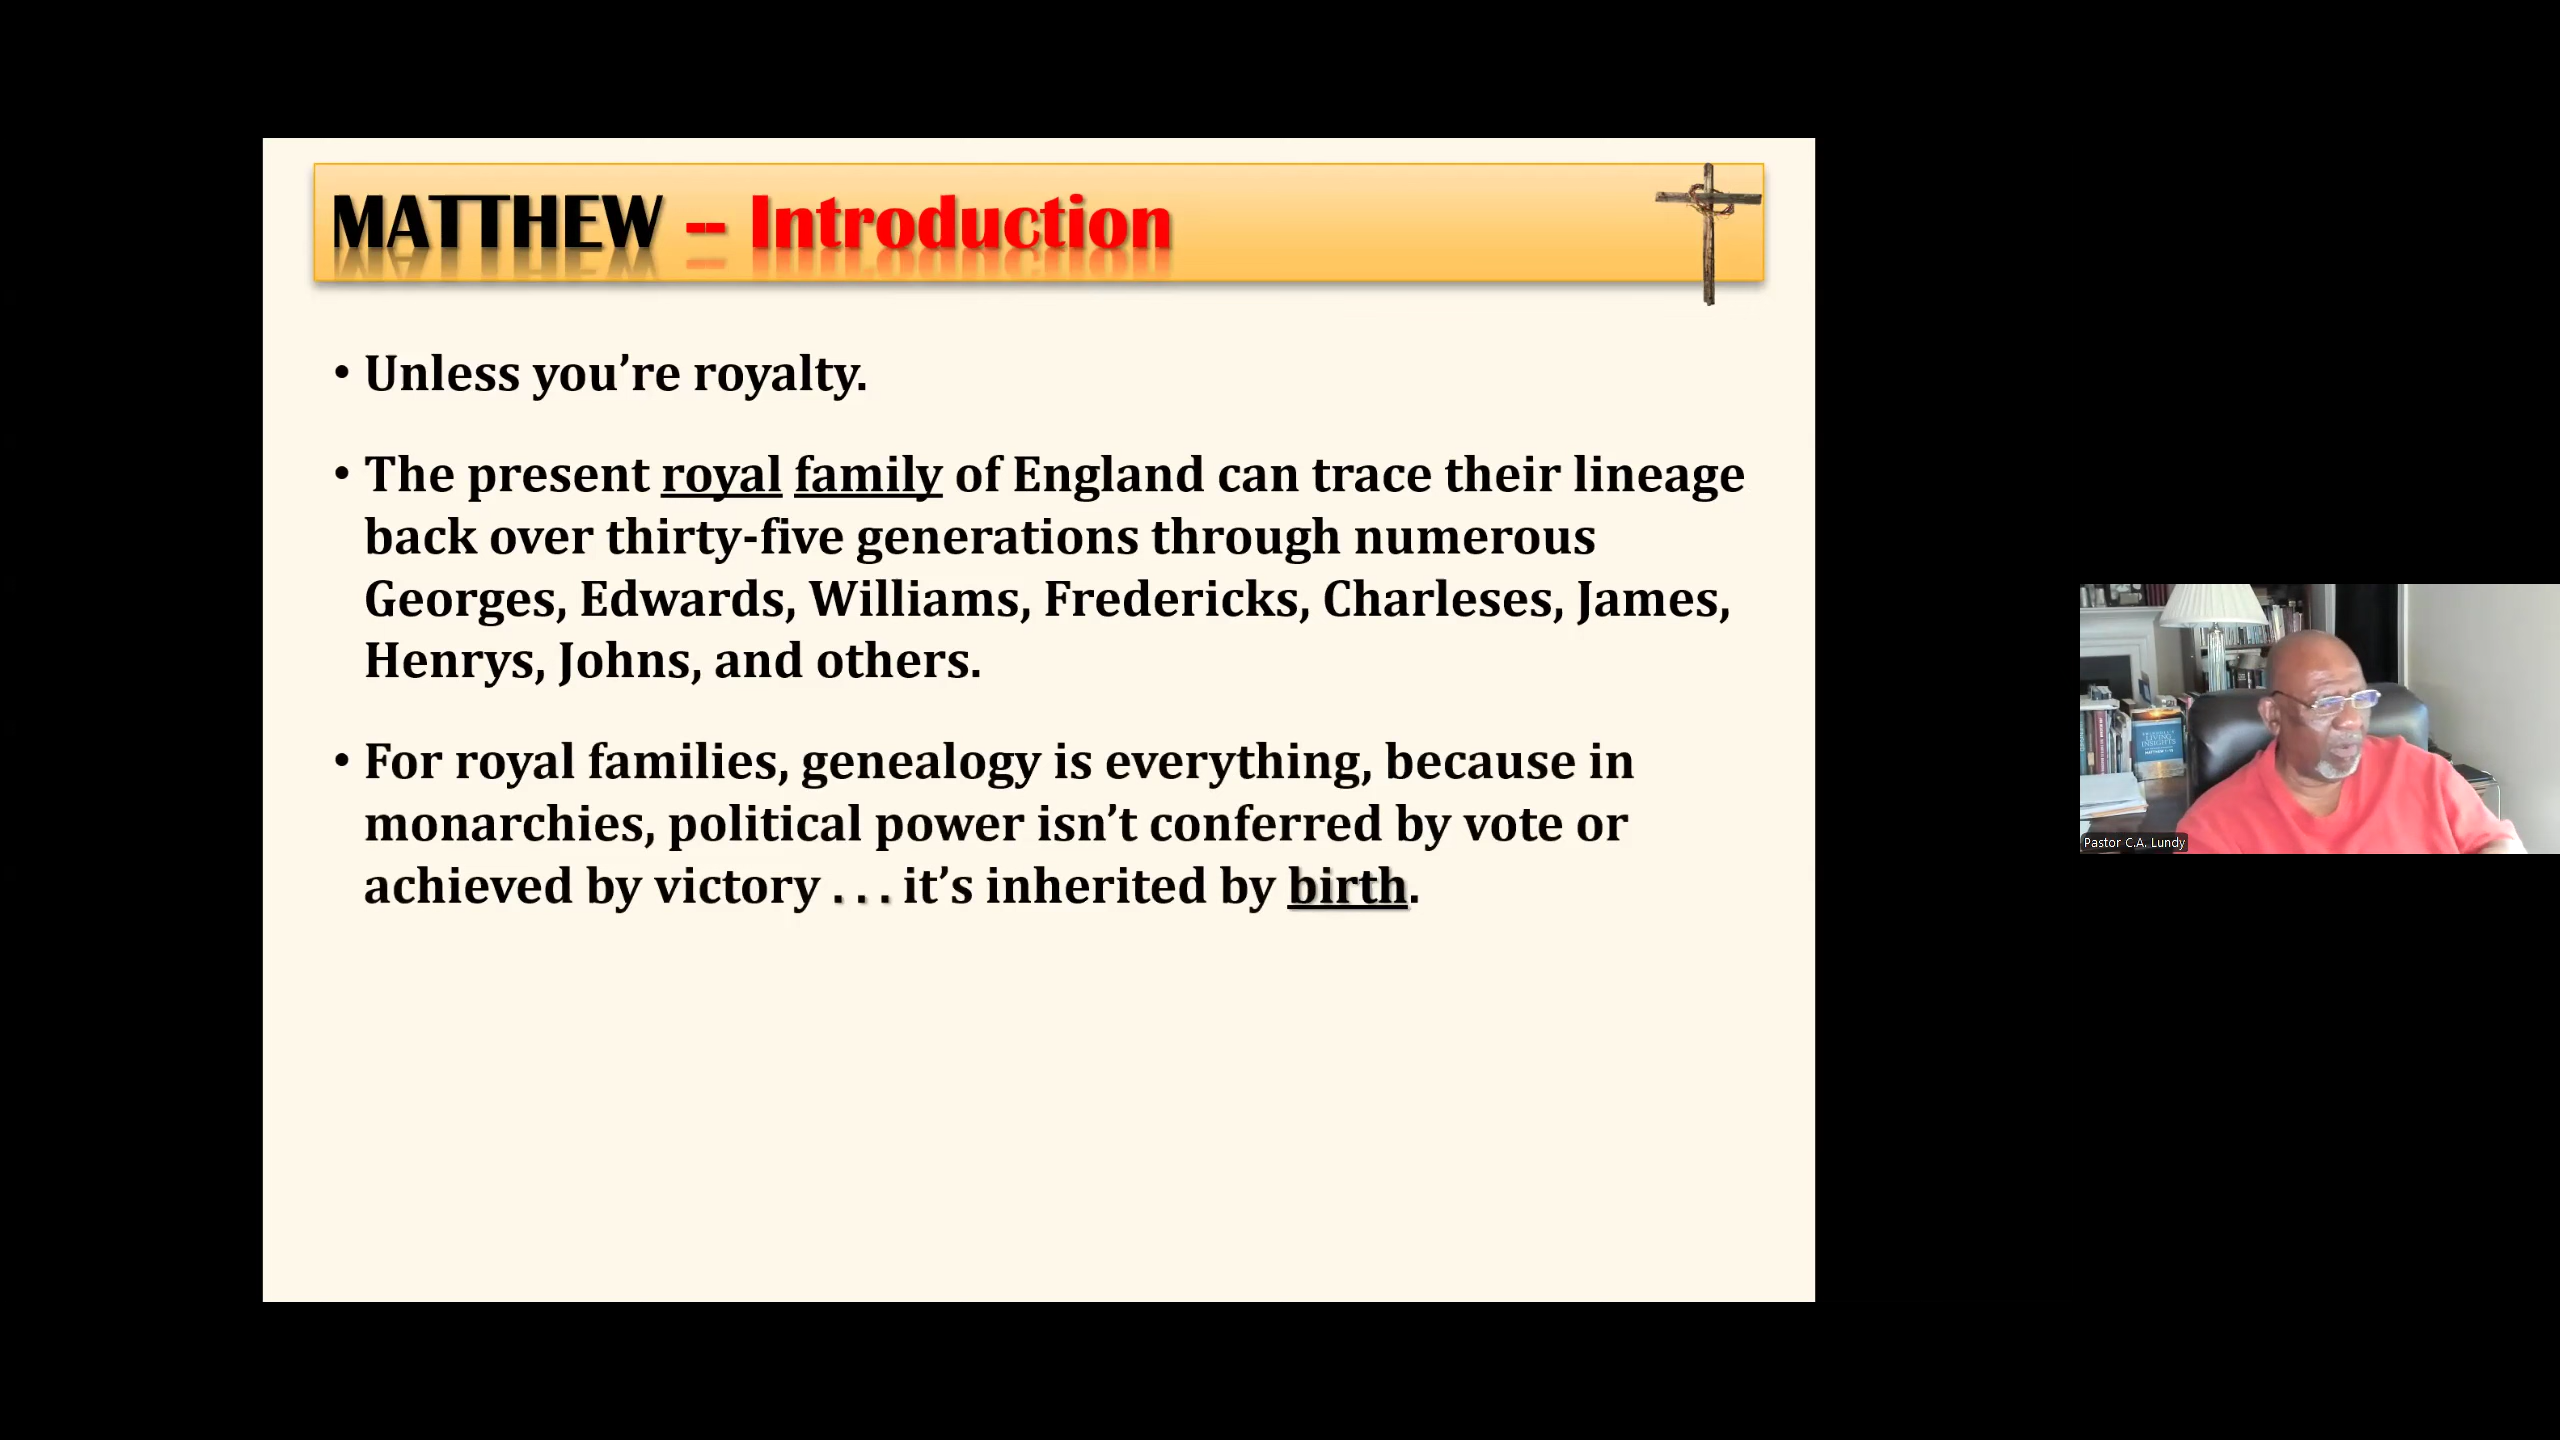 MATTHEW -- Introduction
• Unless you’re royalty.
• The present royal family of England can trace their lineage
back over thirty-five generations through numerous
Georges, Edwards, Williams, Fredericks, Charleses, James,
Henrys, Johns, and others.
• For royal families, genealogy is everything, because in
monarchies, political power isn’t conferred by vote or
achieved by victory . . . it’s inherited by birth.
LIVING
INSIGHTS
Pastor C.A. Lundy